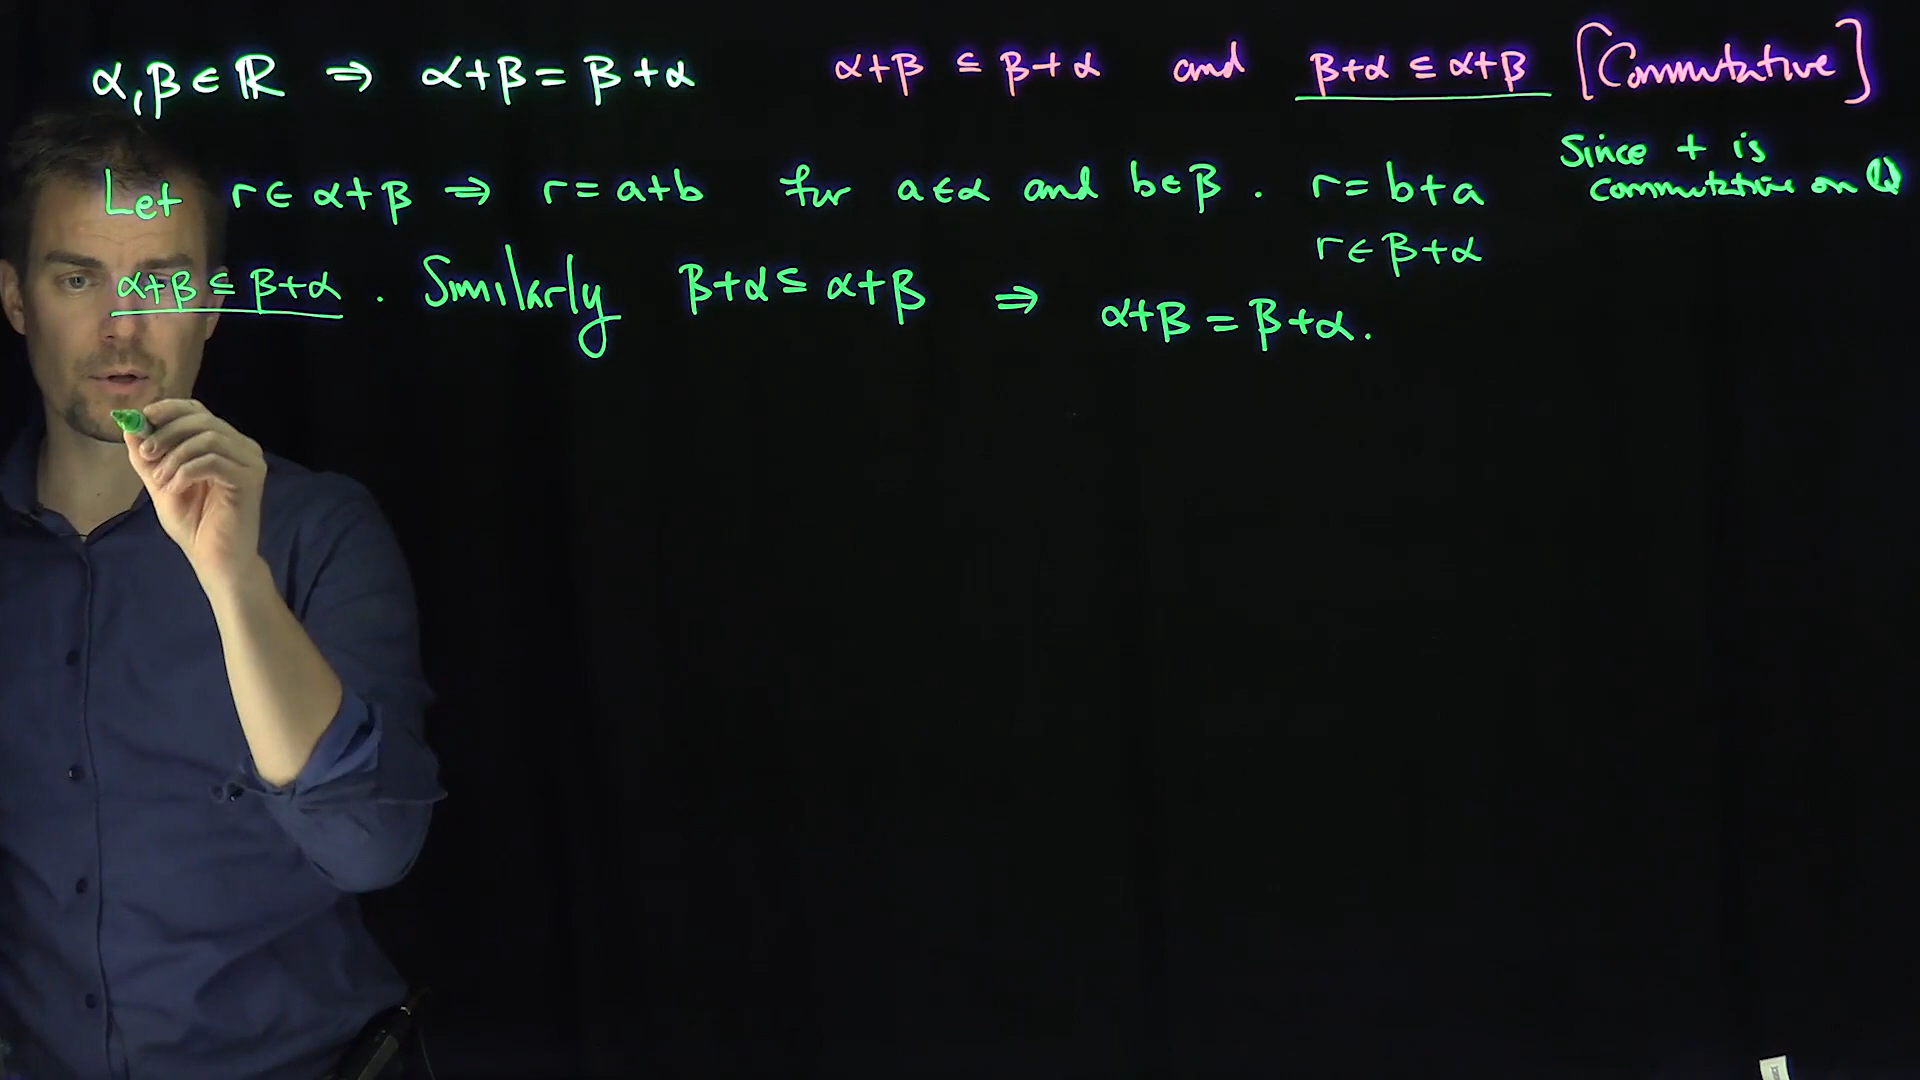 α, β ∈ ℝ ⇒ α+β = β+α α+β ⊆ β+α and β+α ⊆ α+β [Commutative]
Let r ∈ α+β ⇒ r = a+b for a ∈ α and b ∈ β . r = b+a
Since + is
commutative on ℚ
r ∈ β+α
α+β ⊆ β+α . Similarly β+α ⊆ α+β ⇒ α+β = β+α.